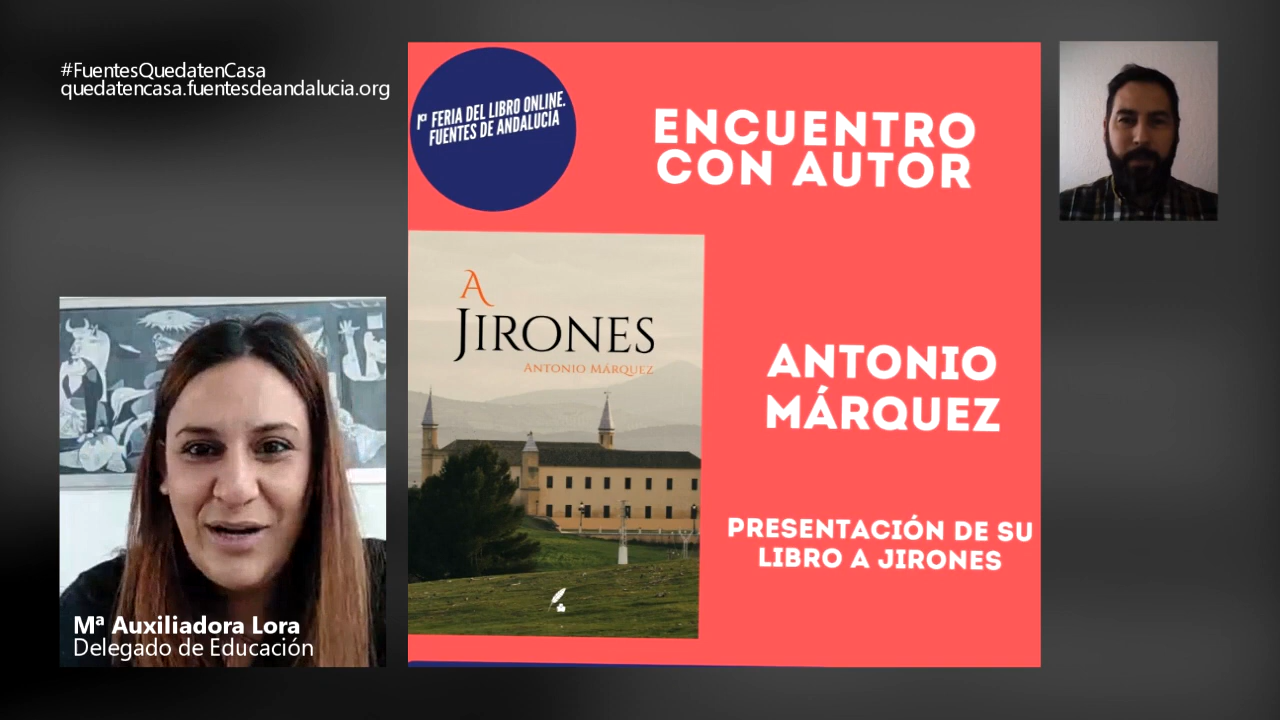 #FuentesQuedatenCasa
quedatencasa.fuentesdeandalucia.org
1ª FERIA DEL LIBRO ONLINE.
FUENTES DE ANDALUCIA
ENCUENTRO
CON AUTOR
A
JIRONES
ANTONIO MÁRQUEZ
ANTONIO
MÁRQUEZ
PRESENTACIÓN DE SU
LIBRO A JIRONES
Mª Auxiliadora Lora
Delegado de Educación